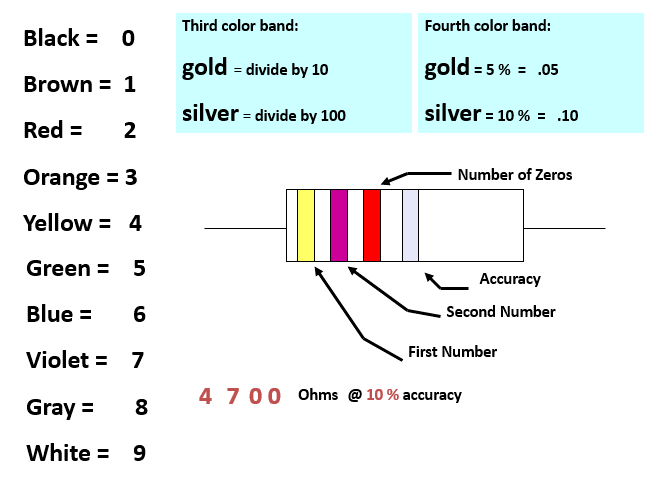 Black = 0
Brown = 1
Red = 2
Orange = 3
Yellow = 4
Green = 5
Blue = 6
Violet = 7
Gray = 8
White = 9
Third color band:
gold = divide by 10
silver = divide by 100
Fourth color band:
gold = 5 % = .05
silver = 10 % = .10
Number of Zeros
Accuracy
Second Number
First Number
4 7 0 0 Ohms @ 10 % accuracy